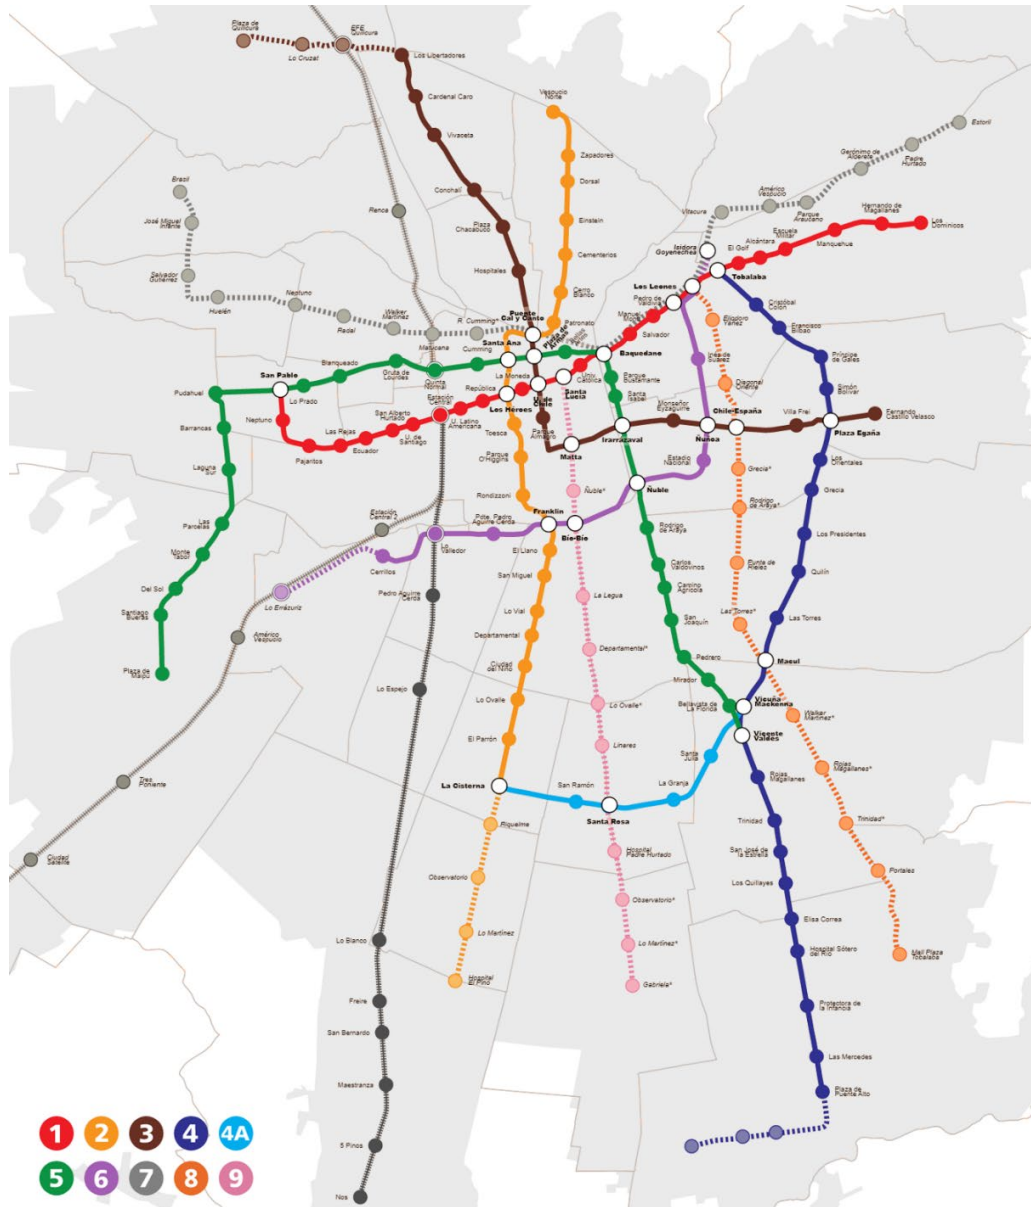 Plaza de
Quilicura
Lo Cruzat
EFE
Quilicura
Los Libertadores
Cardenal Caro
Vivaceta
Conchalí
Plaza
Chacabuco
Hospitales
Renca
Vespucio
Norte
Zapadores
Dorsal
Einstein
Cementerios
Cerro
Blanco
Patronato
Puente
Cal y Canto
Estoril
Padre
Hurtado
Gerónimo de
Alderete
Parque
Araucano
Américo
Vespucio
Vitacura
Isidora
Goyenechea
Hernando de
Magallanes
Los
Dominicos
Manquehue
Escuela
Militar
Alcántara
El Golf
Tobalaba
Los Leones
Pedro de
Valdivia
Manuel
Montt
Salvador
Baquedano
Brasil
José Miguel
Infante
Salvador
Gutiérrez
Huelén
Neptuno
Radal
Walker
Martínez
Matucana
R. Cumming*
Cumming
Santa Ana
Plaza de
Armas
San Pablo
Lo Prado
Blanqueado
Gruta de
Lourdes
Quinta
Normal
Pudahuel
Barrancas
Laguna
Sur
Las
Parcelas
Monte
Tabor
Del Sol
Santiago
Bueras
Plaza de
Maipú
Neptuno
Pajaritos
Las Rejas
Ecuador
San Alberto
Hurtado
U. de
Santiago
Estación
Central
U. Latino
Americana
República
Los Heroes
La Moneda
U. de
Chile
Santa
Lucía
Univ.
Católica
Toesca
Parque
O'Higgins
Rondizzoni
Parque
Almagro
Matta
Parque
Bustamante
Santa
Isabel
Irarrazaval
Monseñor
Eyzaguirre
Ñuñoa
Chile-España
Villa Frei
Plaza Egaña
Fernando
Castillo Velasco
Inés de
Suárez
Eliodoro
Yáñez
Diagonal
Oriente
Cristóbal
Colón
Francisco
Bilbao
Príncipe
de Gales
Simón
Bolívar
Los
Orientales
Grecia
Los Presidentes
Quilín
Las Torres
Macul
Grecia*
Rodrigo
de Araya*
Las Torres*
Estadio
Nacional
Ñuble
Ñuble*
Franklin
Bío-Bío
Pdte. Padro
Aguirre Cerda
Lo
Valledor
Cerrillos
Estación
Central 2
Lo Errázuriz
Américo
Vespucio
Tres
Poniente
Ciudad
Satélite
Pedro Aguirre
Cerda
Lo Espejo
El Llano
San Miguel
Lo Vial
Departamental
Ciudad
del Niño
Lo Ovalle
El Parrón
La Cisterna
Riquelme
Observatorio
Lo Martínez
Hospital
El Pino
La Legua
Departamental*
Lo Ovalle*
Linares
San Ramón
Santa Rosa
La Granja
Santa
Julia
Hospital
Padre Hurtado
Observatorio*
Lo Martínez*
Gabriela*
Rodrigo
de Araya
Carlos
Valdovinos
Camino
Agrícola
San
Joaquín
Pedrero
Mirador
Bellavista de
La Florida
Vicuña
Mackenna
Vicente
Valdés
Rojas
Magallanes
Trinidad
San José de
la Estrella
Los Quillayes
Elisa Correa
Hospital Sótero
del Río
Protectora de
la Infancia
Las Mercedes
Plaza de
Puente Alto
Walker
Martínez*
Rojas
Magallanes*
Trinidad*
Portales
Mall Plaza
Tobalaba
Lo Blanco
Freire
San Bernardo
Maestranza
5 Pinos
Nos
1 2 3 4 4A
5 6 7 8 9